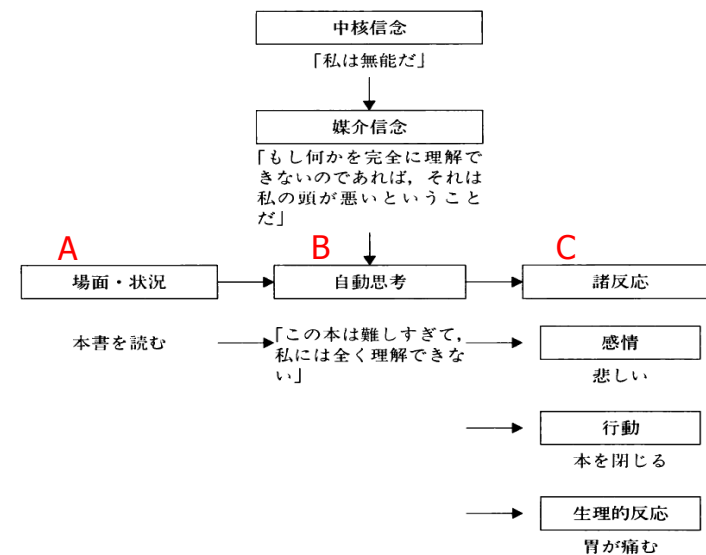 中核信念
「私は無能だ」
媒介信念
「もし何かを完全に理解で
きないのであれば，それは
私の頭が悪いということ
だ」
A
B
C
場面・状況
自動思考
諸反応
本書を読む
「この本は難しすぎて，
私には全く理解できな
い」
感情
悲しい
行動
本を閉じる
生理的反応
胃が痛む